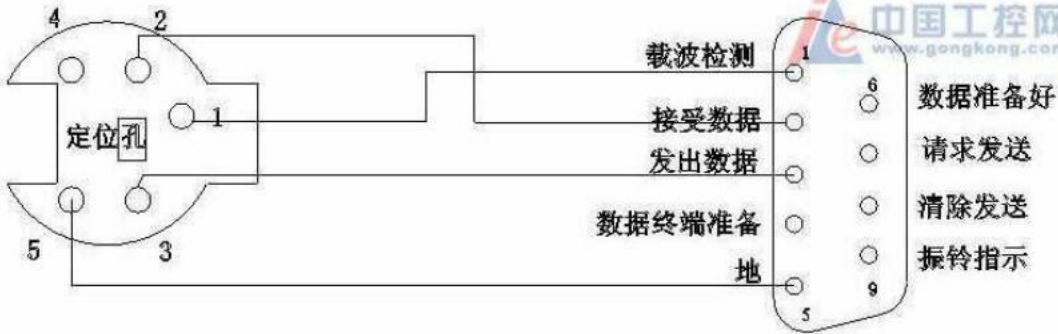 4
2
1
定位孔
5
3
中国工控网
www.gongkong.com
载波检测
1
接受数据
发出数据
数据终端准备
地
5
6
数据准备好
请求发送
清除发送
振铃指示
9